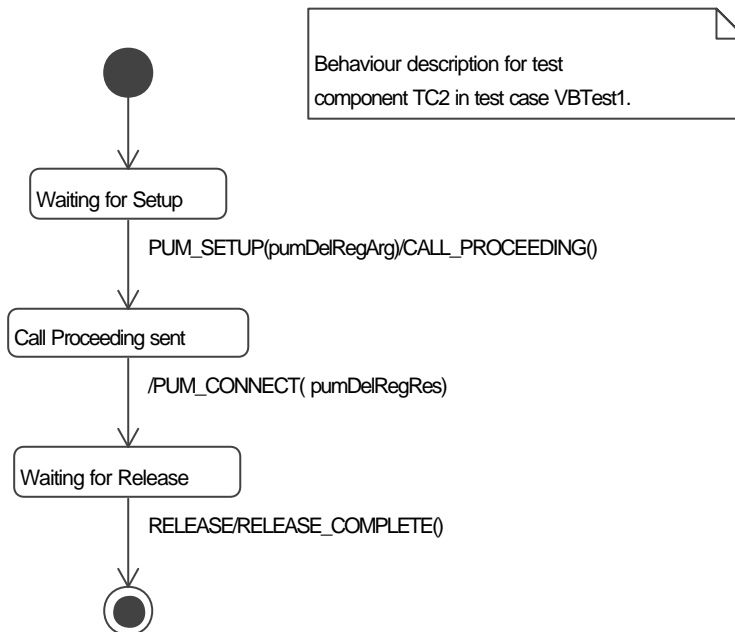 Behaviour description for test
component TC2 in test case VBTest1.
Waiting for Setup
PUM_SETUP(pumDelRegArg)/CALL_PROCEEDING()
Call Proceeding sent
/PUM_CONNECT( pumDelRegRes)
Waiting for Release
RELEASE/RELEASE_COMPLETE()